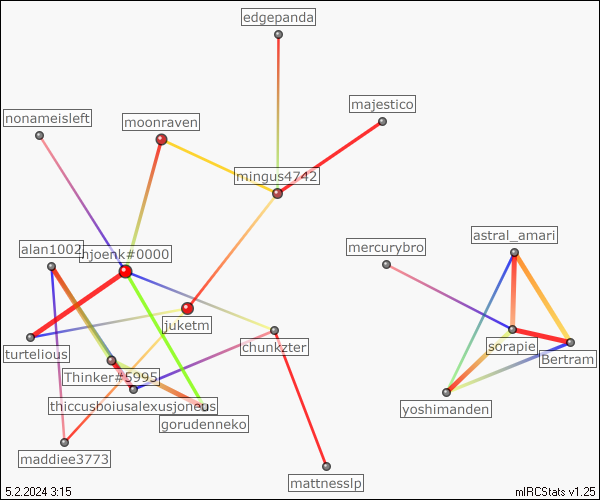 edgepanda
majestico
nonameisleft
moonraven
mingus4742
astral_amari
mercurybro
alan1002
hjoenk#0000
juketm
turtelious
chunkzter
sorapie
Bertram
Thinker#5995
thiccusboiusalexusjoneus
yoshimanden
gorudenneko
maddiee3773
mattnesslp
5.2.2024 3:15
mIRCStats v1.25